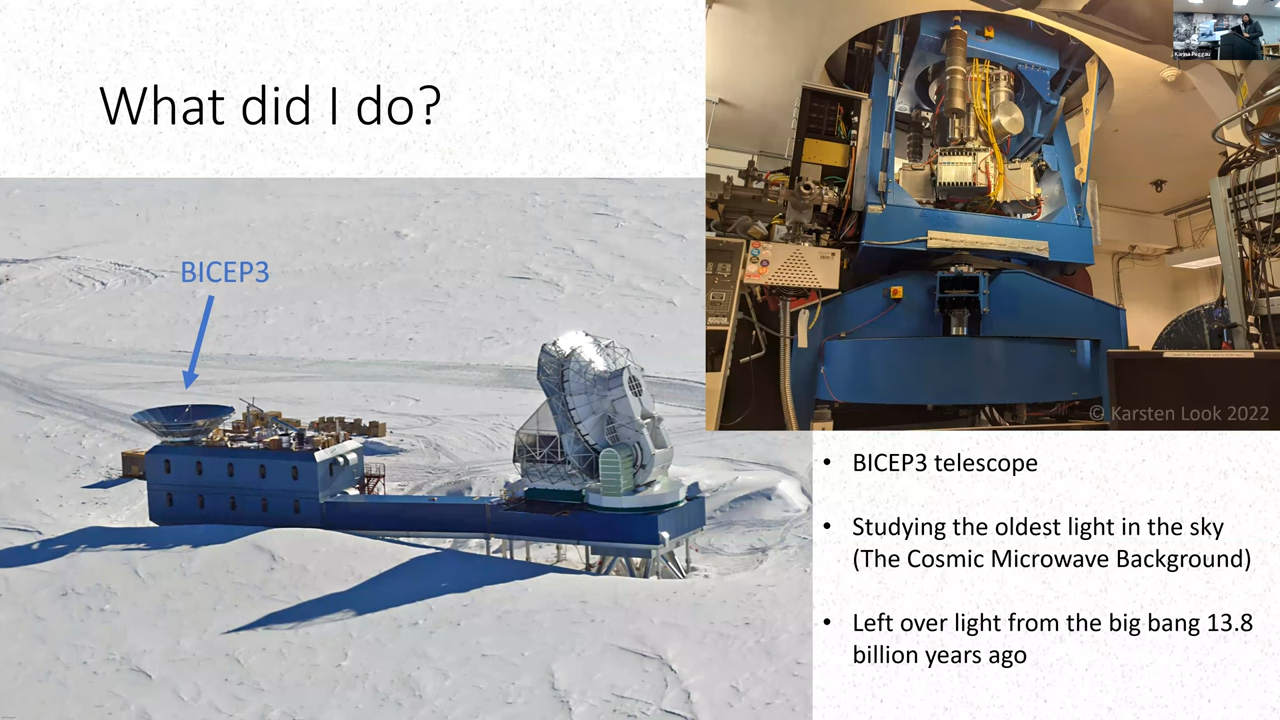 What did I do?
BICEP3
© Karsten Look 2022
• BICEP3 telescope
• Studying the oldest light in the sky
(The Cosmic Microwave Background)
• Left over light from the big bang 13.8
billion years ago